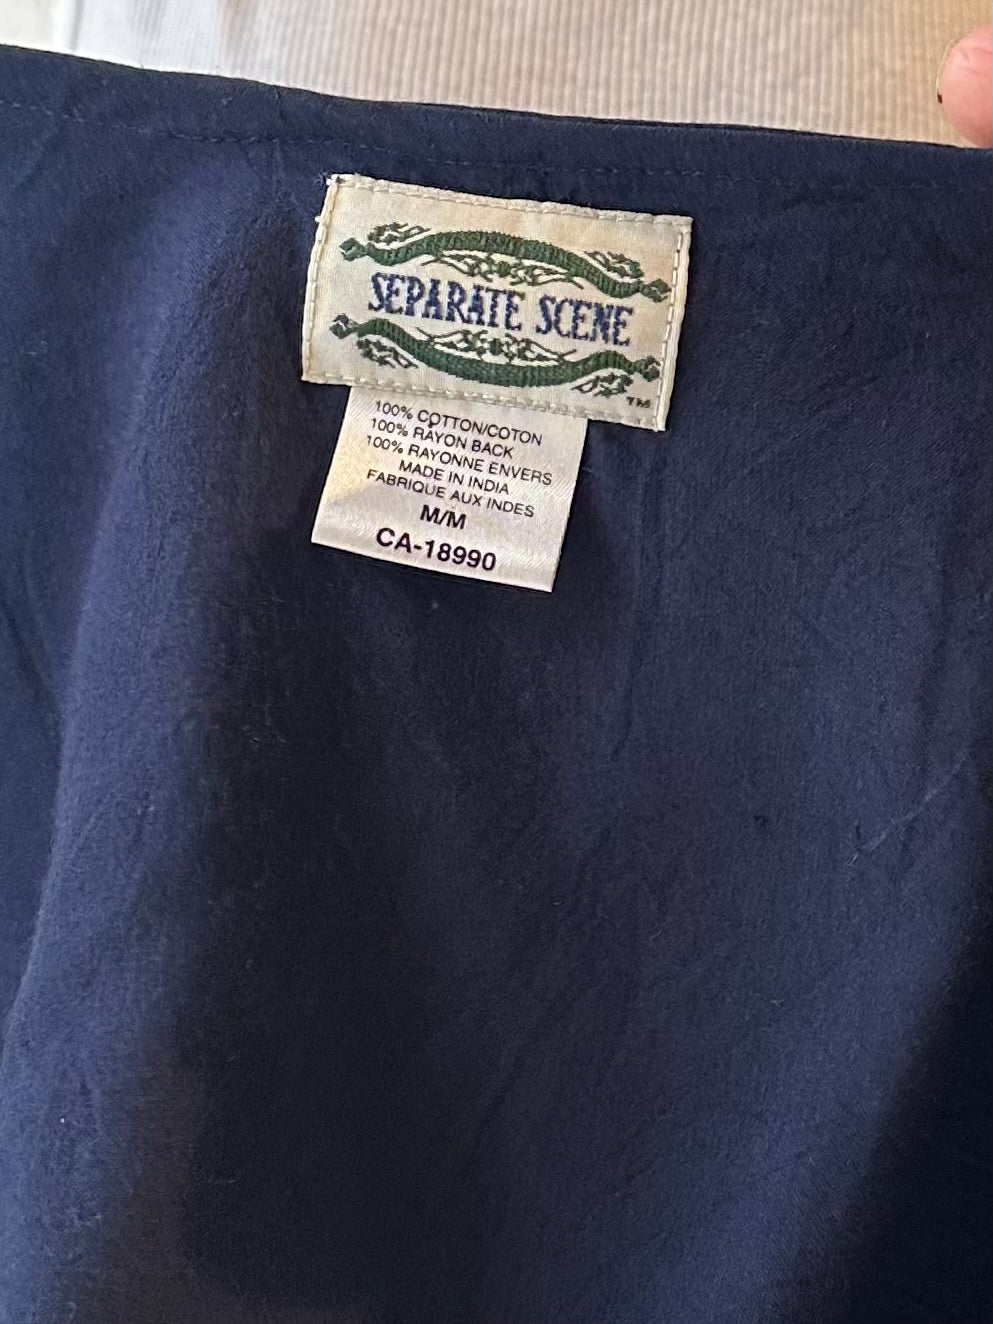 SEPARATE SCENE
TM
100% COTTON/COTON
100% RAYON BACK
100% RAYONNE ENVERS
MADE IN INDIA
FABRIQUE AUX INDES
M/M
CA-18990